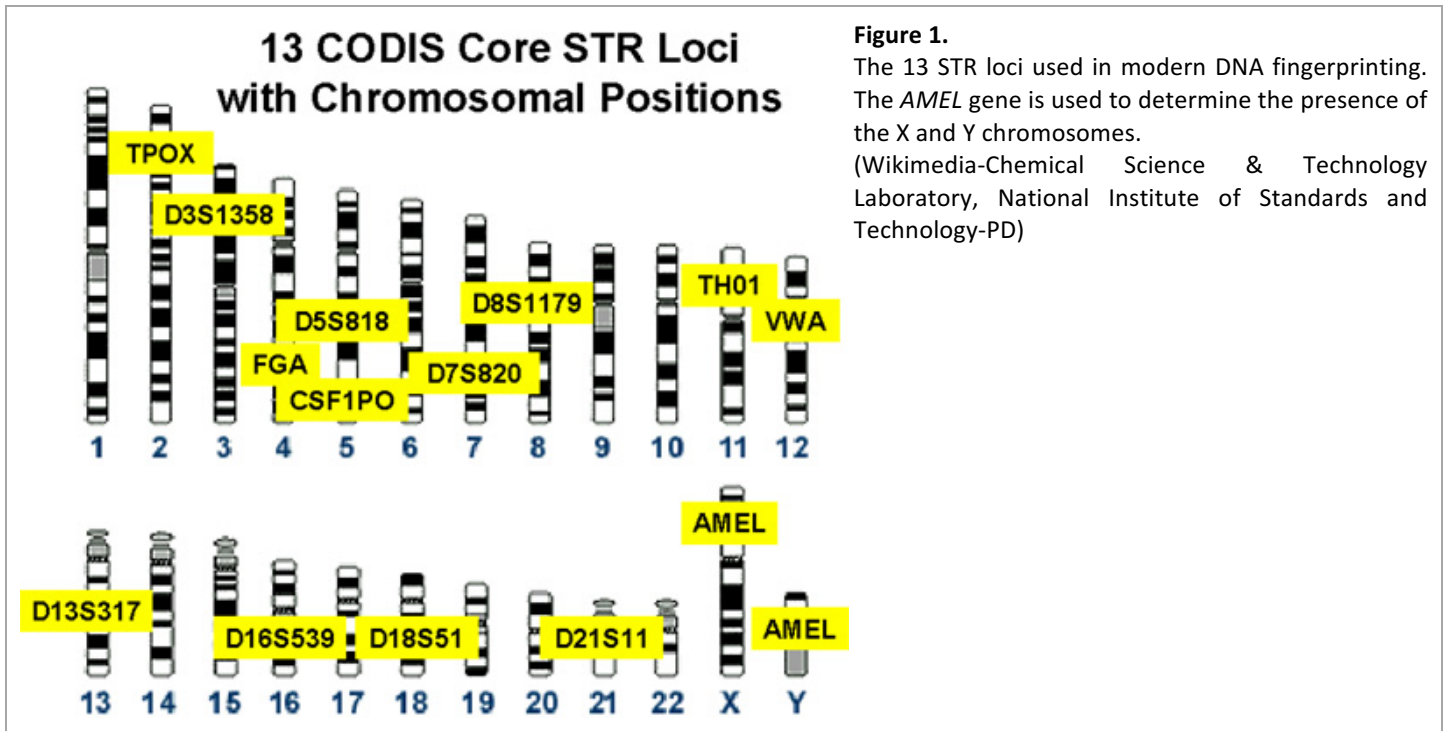 13 CODIS Core STR Loci
with Chromosomal Positions
TPOX
D3S1358
D8S1179
TH01
D5S818
VWA
FGA
D7S820
CSF1PO
1 2 3 4 5 6 7 8 9 10 11 12
AMEL
D13S317
D16S539 D18S51 D21S11 AMEL
13 14 15 16 17 18 19 20 21 22 X Y
Figure 1.
The 13 STR loci used in modern DNA fingerprinting.
The AMEL gene is used to determine the presence of
the X and Y chromosomes.
(Wikimedia-Chemical Science & Technology
Laboratory, National Institute of Standards and
Technology-PD)